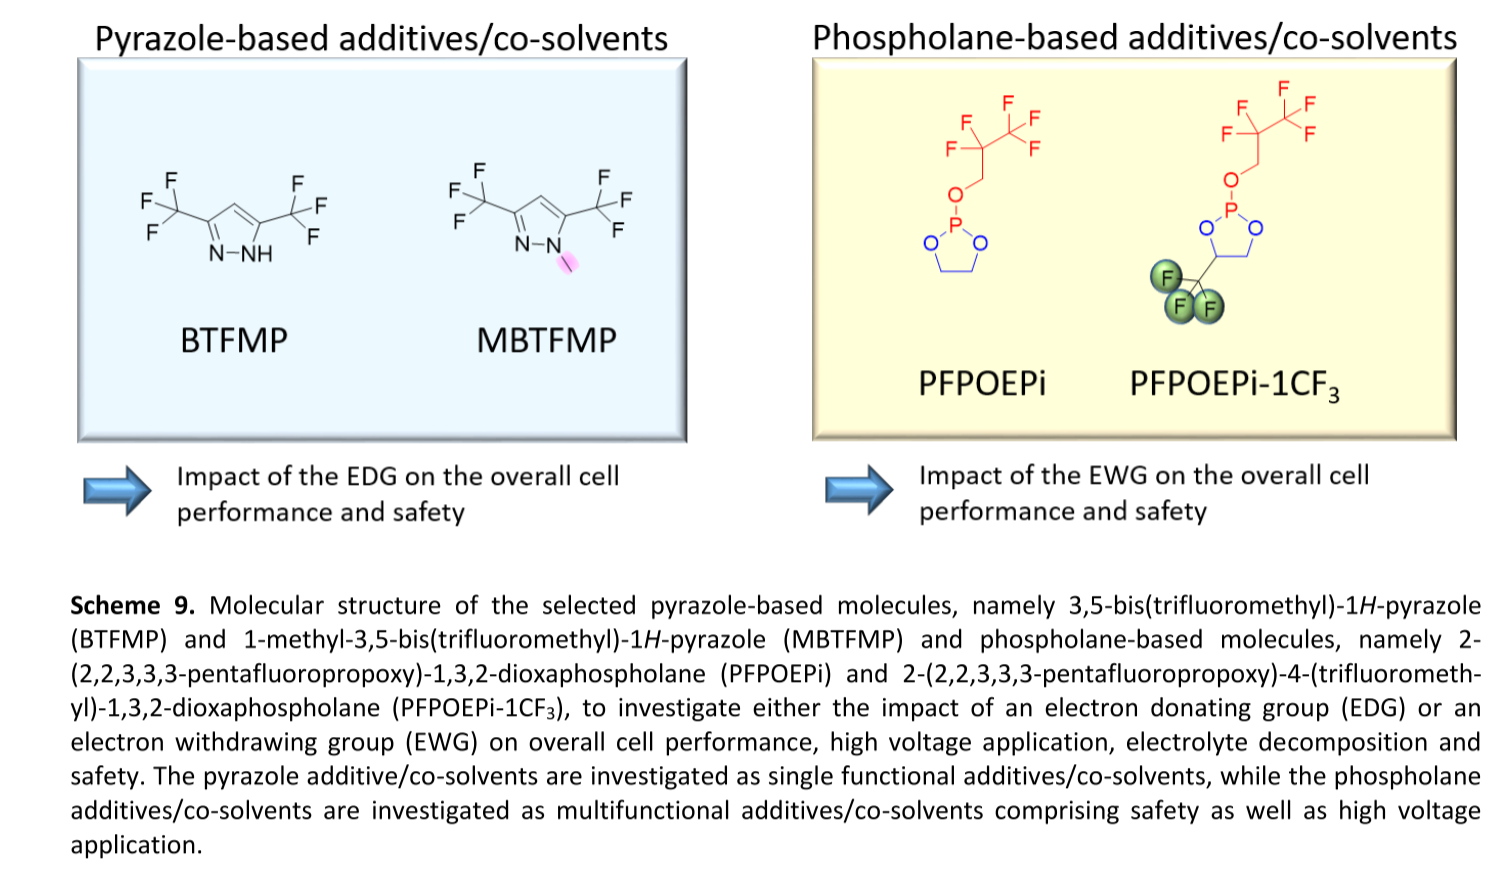 Pyrazole-based additives/co-solvents
Phospholane-based additives/co-solvents
F
F
F
F
F
F
N–NH
BTFMP
F
F
F
F
F
F
N–N
MBTFMP
F
F
F
F
F
O
P
O
O
PFPOEPi
F
F
F
F
F
O
P
O
O
F
F
F
PFPOEPi-1CF₃
Impact of the EDG on the overall cell
performance and safety
Impact of the EWG on the overall cell
performance and safety
Scheme 9. Molecular structure of the selected pyrazole-based molecules, namely 3,5-bis(trifluoromethyl)-1H-pyrazole
(BTFMP) and 1-methyl-3,5-bis(trifluoromethyl)-1H-pyrazole (MBTFMP) and phospholane-based molecules, namely 2-
(2,2,3,3,3-pentafluoropropoxy)-1,3,2-dioxaphospholane (PFPOEPi) and 2-(2,2,3,3,3-pentafluoropropoxy)-4-(trifluorometh-
yl)-1,3,2-dioxaphospholane (PFPOEPi-1CF₃), to investigate either the impact of an electron donating group (EDG) or an
electron withdrawing group (EWG) on overall cell performance, high voltage application, electrolyte decomposition and
safety. The pyrazole additive/co-solvents are investigated as single functional additives/co-solvents, while the phospholane
additives/co-solvents are investigated as multifunctional additives/co-solvents comprising safety as well as high voltage
application.